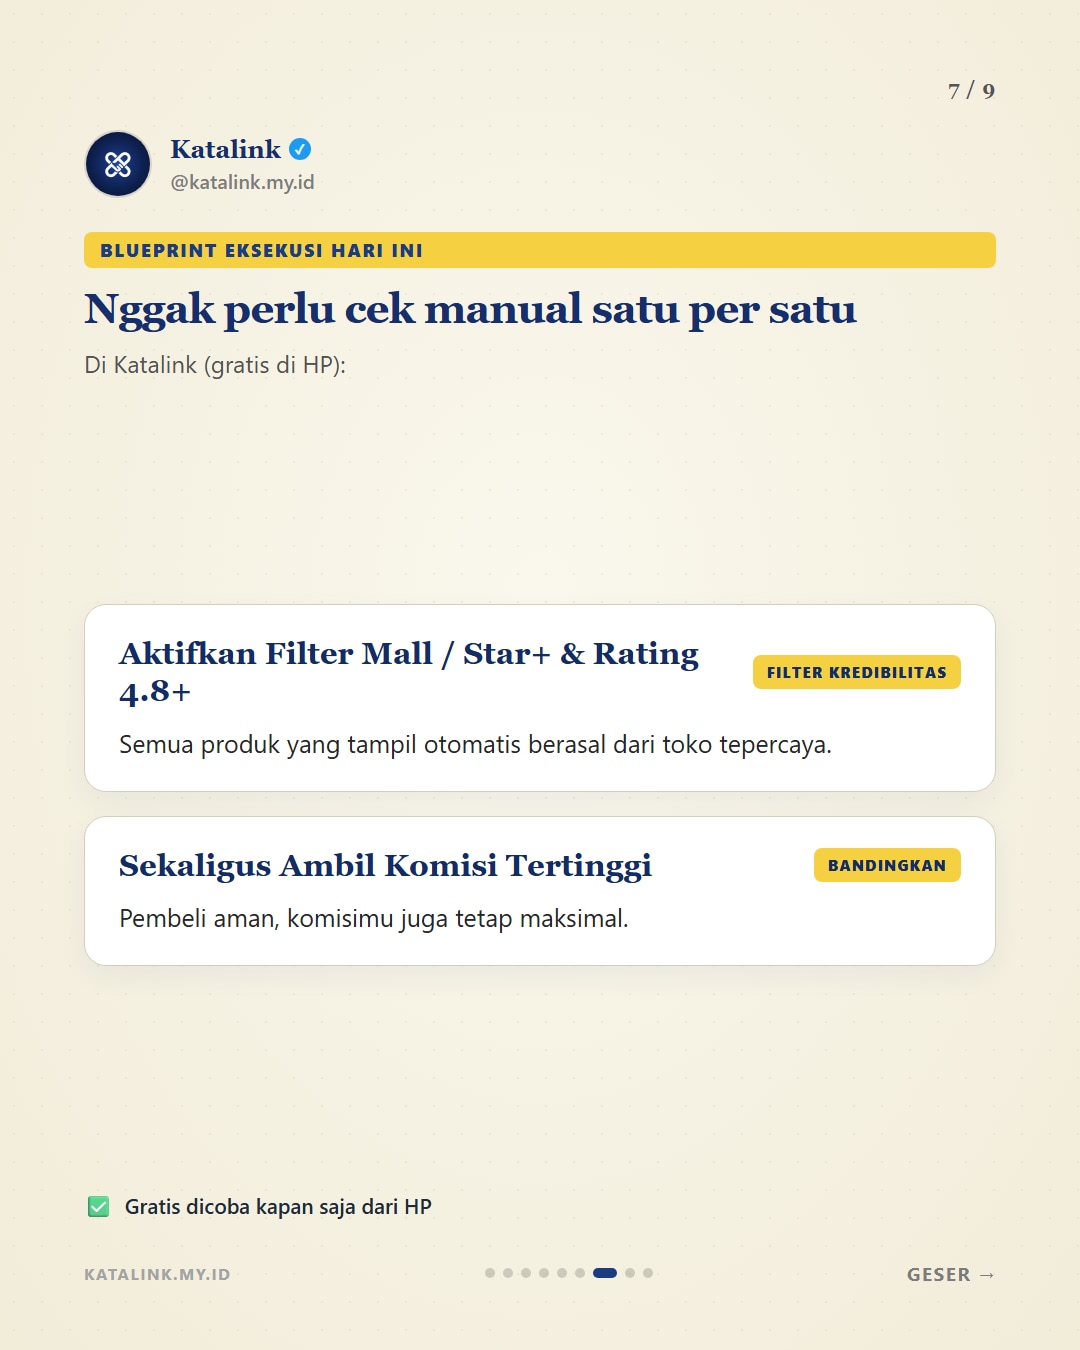 7 / 9
Katalink
@katalink.my.id
BLUEPRINT EKSEKUSI HARI INI
Nggak perlu cek manual satu per satu
Di Katalink (gratis di HP):
Aktifkan Filter Mall / Star+ & Rating
4.8+
FILTER KREDIBILITAS
Semua produk yang tampil otomatis berasal dari toko tepercaya.
Sekaligus Ambil Komisi Tertinggi
BANDINGKAN
Pembeli aman, komisimu juga tetap maksimal.
✅ Gratis dicoba kapan saja dari HP
KATALINK.MY.ID
GESER →